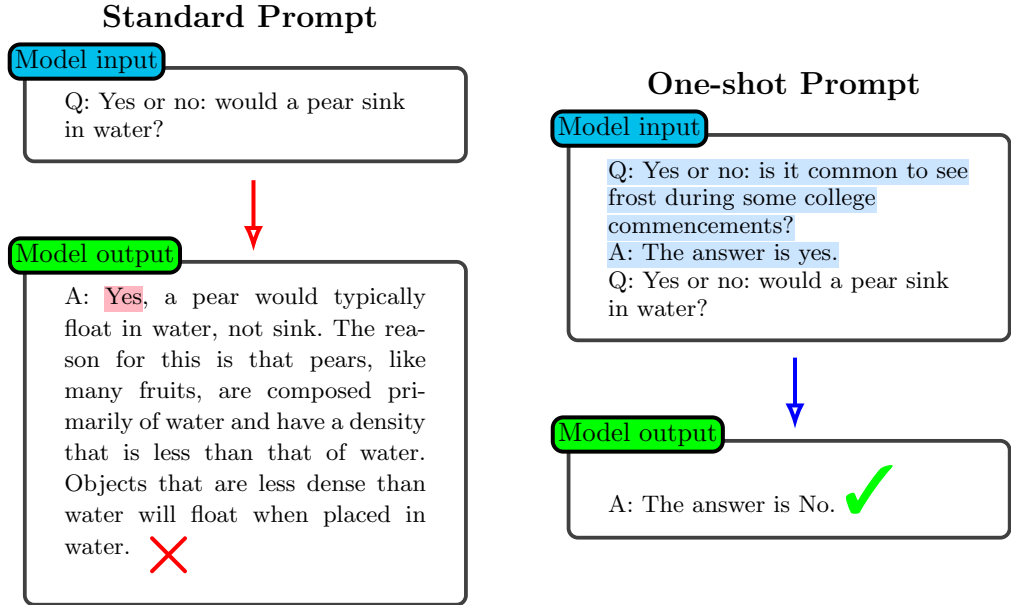 Standard Prompt
Model input
Q: Yes or no: would a pear sink
in water?
Model output
A: Yes, a pear would typically
float in water, not sink. The rea-
son for this is that pears, like
many fruits, are composed pri-
marily of water and have a density
that is less than that of water.
Objects that are less dense than
water will float when placed in
water.
One-shot Prompt
Model input
Q: Yes or no: is it common to see
frost during some college
commencements?
A: The answer is yes.
Q: Yes or no: would a pear sink
in water?
Model output
A: The answer is No.